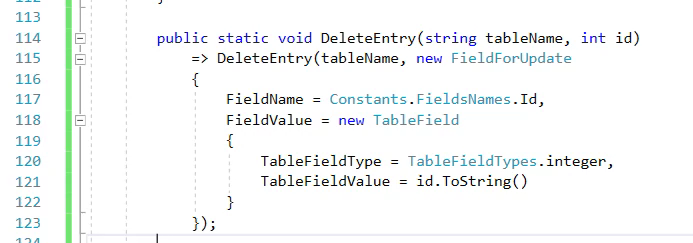 113
114 public static void DeleteEntry(string tableName, int id)
115 => DeleteEntry(tableName, new FieldForUpdate
116 {
117 FieldName = Constants.FieldsNames.Id,
118 FieldValue = new TableField
119 {
120 TableFieldType = TableFieldTypes.integer,
121 TableFieldValue = id.ToString()
122 }
123 });
124